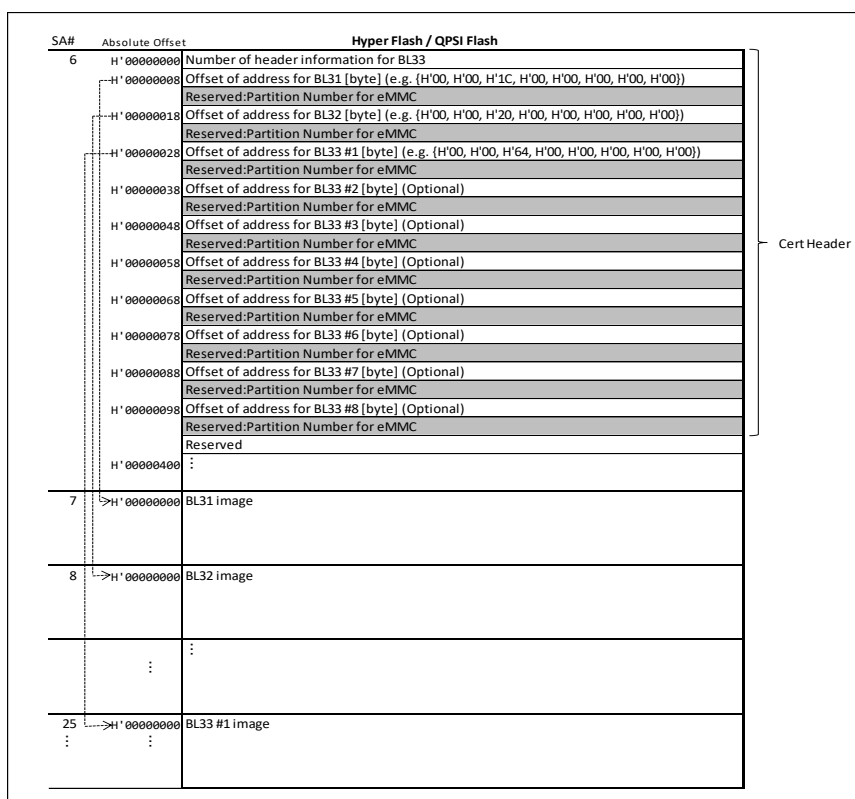 SA# Absolute Offset Hyper Flash / QPSI Flash
6 H'00000000 Number of header information for BL33
H'00000008 Offset of address for BL31 [byte] (e.g. {H'00, H'00, H'1C, H'00, H'00, H'00, H'00, H'00})
Reserved:Partition Number for eMMC
H'00000018 Offset of address for BL32 [byte] (e.g. {H'00, H'00, H'20, H'00, H'00, H'00, H'00, H'00})
Reserved:Partition Number for eMMC
H'00000028 Offset of address for BL33 #1 [byte] (e.g. {H'00, H'00, H'64, H'00, H'00, H'00, H'00, H'00})
Reserved:Partition Number for eMMC
H'00000038 Offset of address for BL33 #2 [byte] (Optional)
Reserved:Partition Number for eMMC
H'00000048 Offset of address for BL33 #3 [byte] (Optional)
Reserved:Partition Number for eMMC
Cert Header
H'00000058 Offset of address for BL33 #4 [byte] (Optional)
Reserved:Partition Number for eMMC
H'00000068 Offset of address for BL33 #5 [byte] (Optional)
Reserved:Partition Number for eMMC
H'00000078 Offset of address for BL33 #6 [byte] (Optional)
Reserved:Partition Number for eMMC
H'00000088 Offset of address for BL33 #7 [byte] (Optional)
Reserved:Partition Number for eMMC
H'00000098 Offset of address for BL33 #8 [byte] (Optional)
Reserved:Partition Number for eMMC
Reserved
H'00000400 ⋮
7 H'00000000 BL31 image
8 H'00000000 BL32 image
⋮
⋮
25 H'00000000 BL33 #1 image
⋮ ⋮